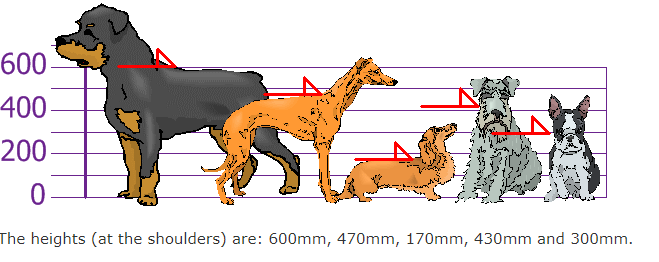 600
400
200
0
The heights (at the shoulders) are: 600mm, 470mm, 170mm, 430mm and 300mm.